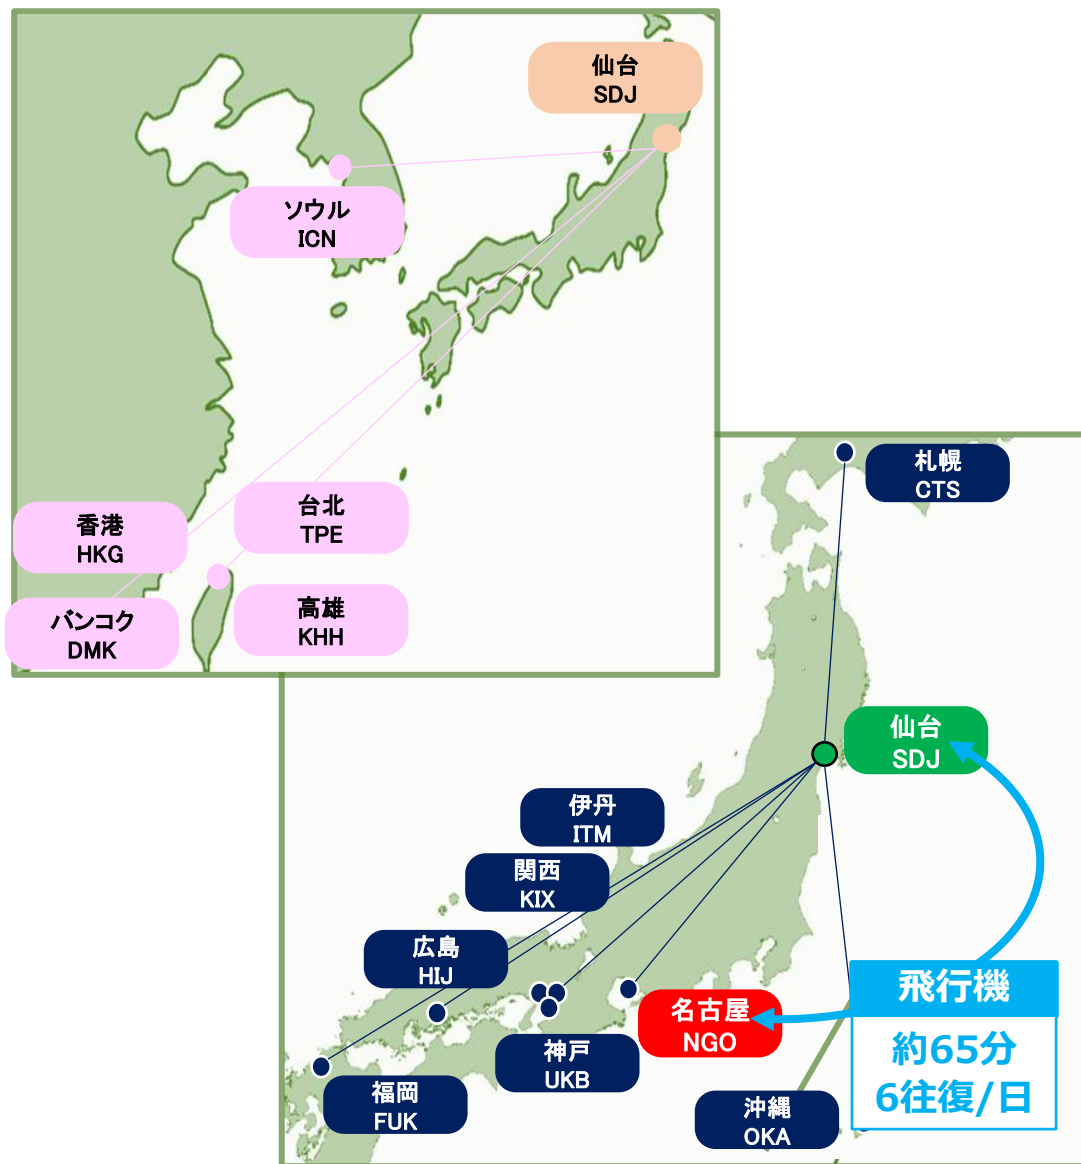 仙台
SDJ
ソウル
ICN
台北
TPE
香港
HKG
高雄
KHH
バンコク
DMK
札幌
CTS
仙台
SDJ
伊丹
ITM
関西
KIX
広島
HIJ
名古屋
NGO
神戸
UKB
福岡
FUK
沖縄
OKA
飛行機
約65分
6往復/日